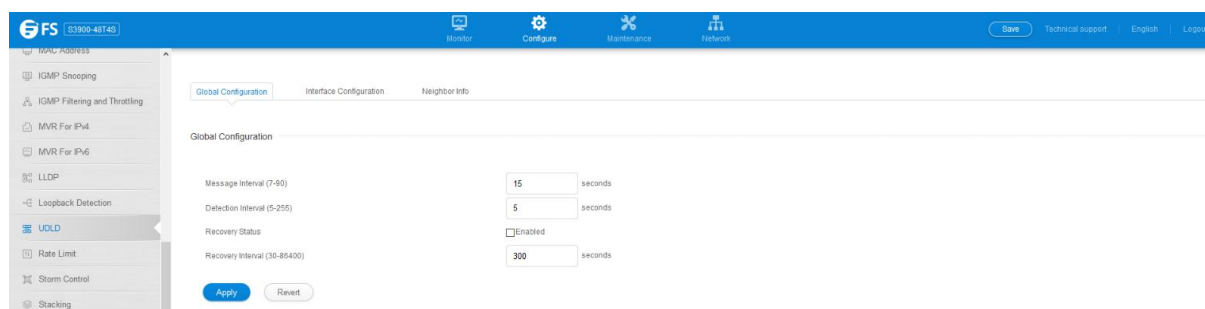 FS S3900-48T4S
Monitor Configure Maintenance Network
Save Technical support English Logou
MAC Address
IGMP Snooping
IGMP Filtering and Throttling
MVR For IPv4
MVR For IPv6
LLDP
Loopback Detection
UDLD
Rate Limit
Storm Control
Stacking
Global Configuration Interface Configuration Neighbor Info
Global Configuration
Message Interval (7-90) 15 seconds
Detection Interval (5-255) 5 seconds
Recovery Status Enabled
Recovery Interval (30-86400) 300 seconds
Apply Revert